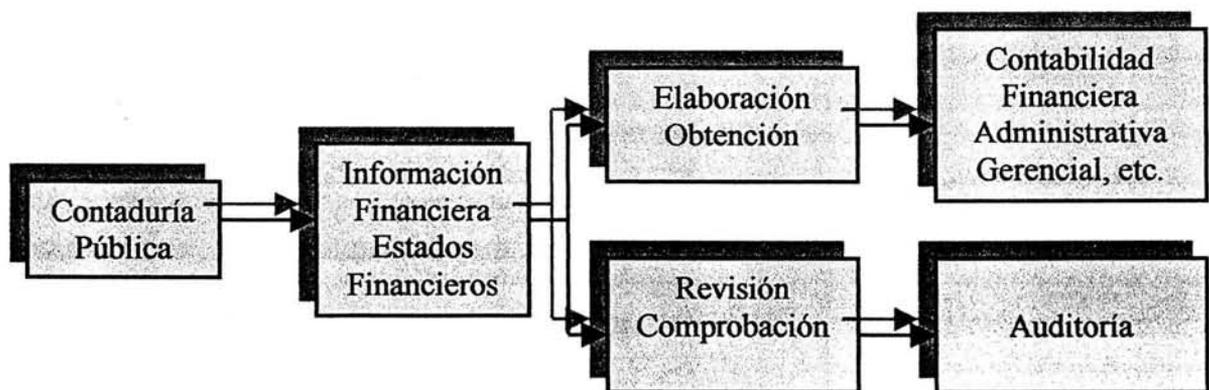 Contaduría
Pública
Información
Financiera
Estados
Financieros
Elaboración
Obtención
Contabilidad
Financiera
Administrativa
Gerencial, etc.
Revisión
Comprobación
Auditoría